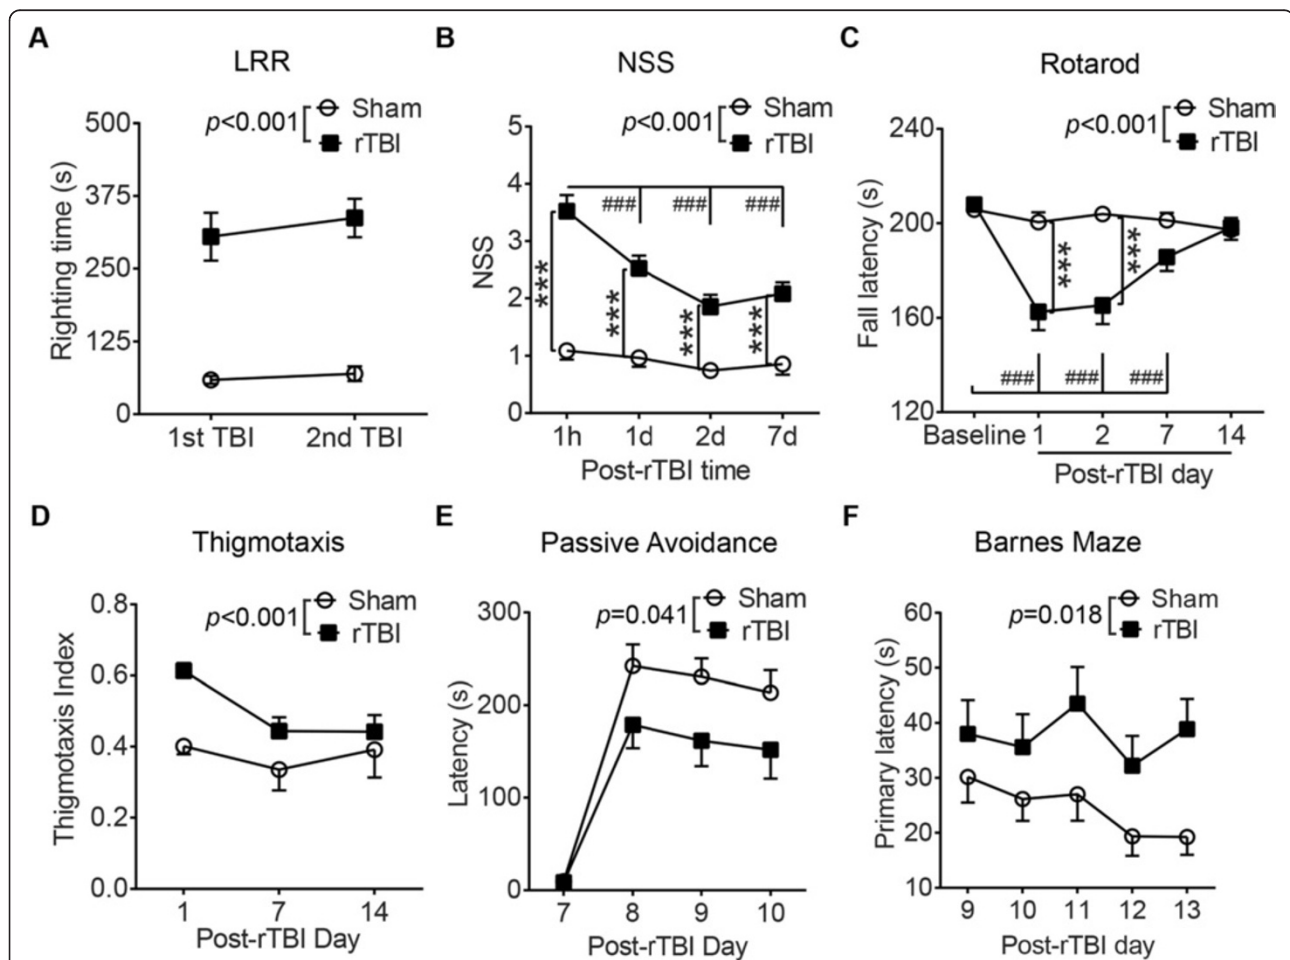 A
LRR
p<0.001
Sham
rTBI
Righting time (s)
500
375
250
125
0
1st TBI
2nd TBI
B
NSS
p<0.001
Sham
rTBI
NSS
5
4
3
2
1
0
### ### ###
*** *** *** ***
1h 1d 2d 7d
Post-rTBI time
C
Rotarod
p<0.001
Sham
rTBI
Fall latency (s)
240
200
160
120
*** ***
### ### ###
Baseline 1 2 7 14
Post-rTBI day
D
Thigmotaxis
p<0.001
Sham
rTBI
Thigmotaxis Index
0.8
0.6
0.4
0.2
0.0
1 7 14
Post-rTBI Day
E
Passive Avoidance
p=0.041
Sham
rTBI
Latency (s)
300
200
100
0
7 8 9 10
Post-rTBI Day
F
Barnes Maze
p=0.018
Sham
rTBI
Primary latency (s)
60
50
40
30
20
10
9 10 11 12 13
Post-rTBI day